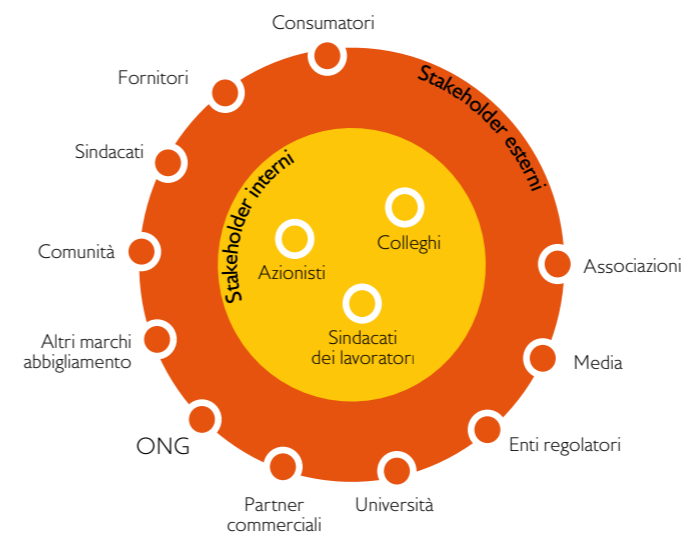 Consumatori
Stakeholder esterni
Fornitori
Sindacati
Stakeholder interni
Comunità
Colleghi
Azionisti
Associazioni
Sindacati
dei lavoratori
Altri marchi
abbigliamento
Media
ONG
Enti regolatori
Partner
commerciali
Università